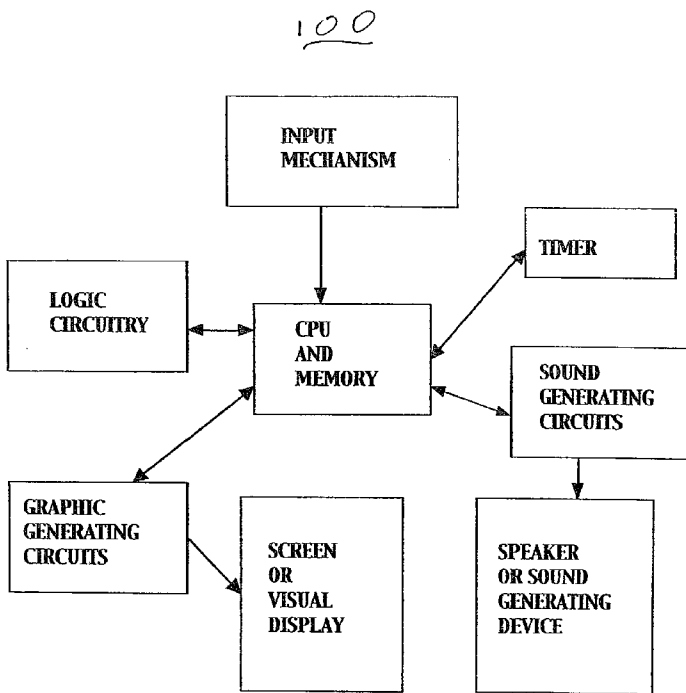 100
INPUT
MECHANISM
TIMER
LOGIC
CIRCUITRY
CPU
AND
MEMORY
SOUND
GENERATING
CIRCUITS
GRAPHIC
GENERATING
CIRCUITS
SCREEN
OR
VISUAL
DISPLAY
SPEAKER
OR SOUND
GENERATING
DEVICE